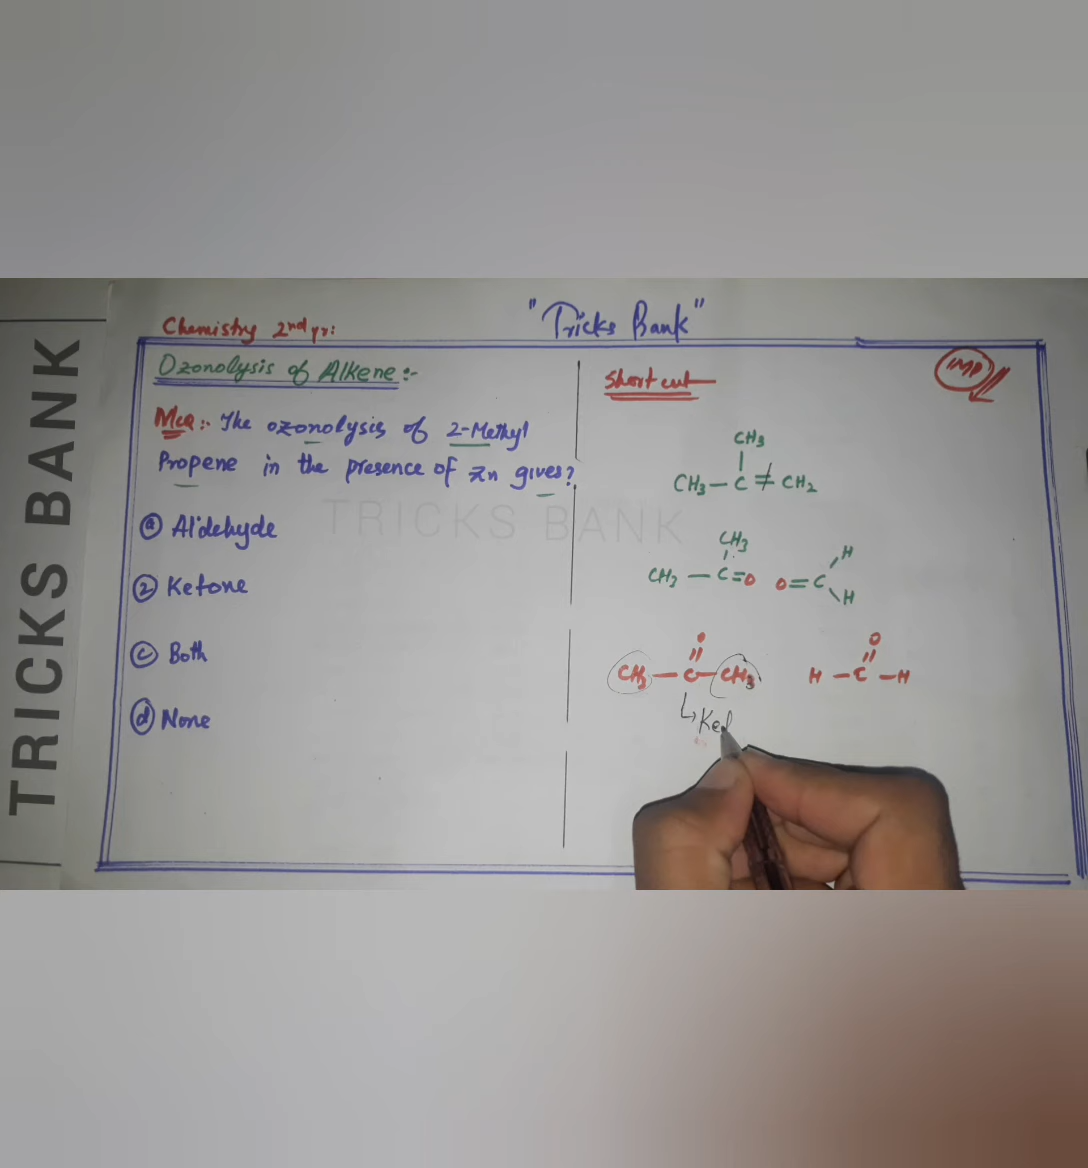 TRICKS BANK
Chemistry 2nd yr:
"Tricks Bank"
Ozonolysis of Alkene:-
Mcq:- The ozonolysis of 2-Methyl
Propene in the presence of Zn gives?
a Aldehyde
2 Ketone
c Both
d None
TRICKS BANK
Short cut
IMP
CH3
CH3 — C = CH2
CH3
CH3 — C=O O=C
H
H
O O
CH3 — C — CH3 H — C — H
Ket